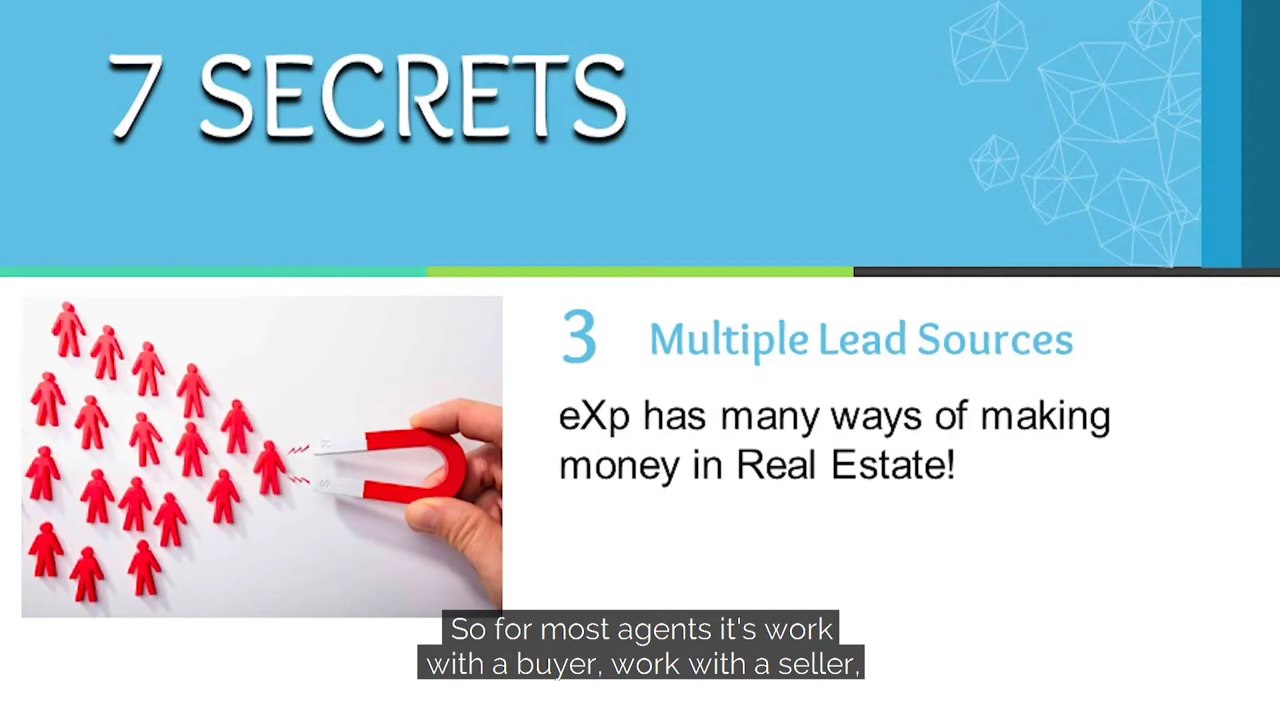 7 SECRETS
3 Multiple Lead Sources
eXp has many ways of making
money in Real Estate!
N
S
So for most agents it's work
with a buyer, work with a seller,